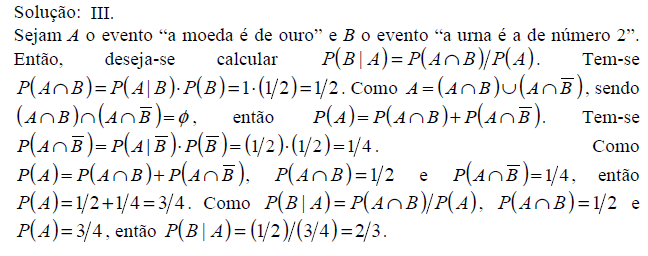 Solução: III.
Sejam A o evento “a moeda é de ouro” e B o evento “a urna é a de número 2”.
Então, deseja-se calcular P(B | A)=P(A∩B)/P(A). Tem-se
P(A∩B)=P(A | B)·P(B)=1·(1/2)=1/2. Como A=(A∩B)∪(A∩B̅), sendo
(A∩B)∩(A∩B̅)=ϕ, então P(A)=P(A∩B)+P(A∩B̅). Tem-se
P(A∩B̅)=P(A | B̅)·P(B̅)=(1/2)·(1/2)=1/4. Como
P(A)=P(A∩B)+P(A∩B̅), P(A∩B)=1/2 e P(A∩B̅)=1/4, então
P(A)=1/2+1/4=3/4. Como P(B | A)=P(A∩B)/P(A), P(A∩B)=1/2 e
P(A)=3/4, então P(B | A)=(1/2)/(3/4)=2/3.